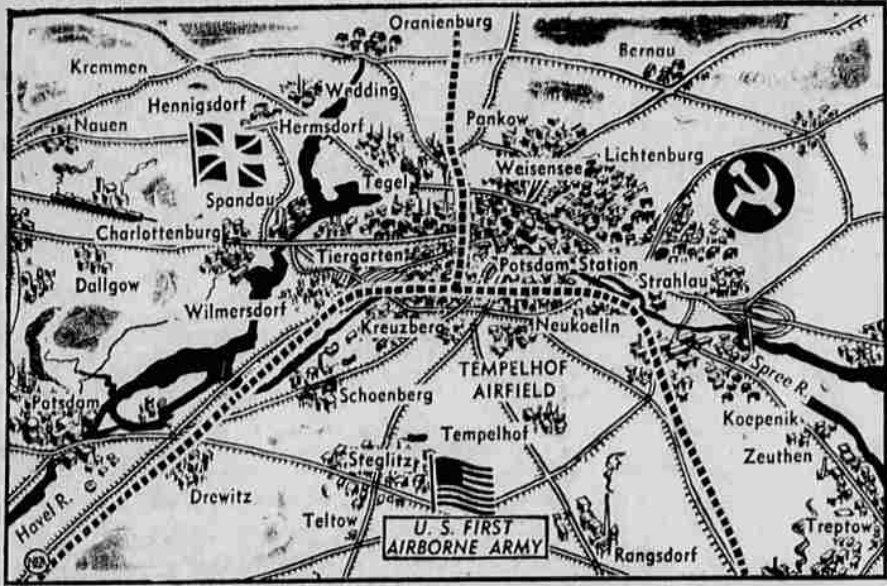 Oranienburg
Bernau
Kremmen
Wedding
Hennigsdorf
Nauen
Hermsdorf
Pankow
Lichtenburg
Weisensee
Tegel
Spandau
Charlottenburg
Tiergarten
Potsdam Station
Dallgow
Strahlau
Wilmersdorf
Kreuzberg
Neukoelln
TEMPELHOF
AIRFIELD
Spree R.
Schoenberg
Potsdam
Koepenik
Tempelhof
Zeuthen
Steglitz
Havel R.
Drewitz
Teltow
Treptow
U. S. FIRST
AIRBORNE ARMY
Rangsdorf